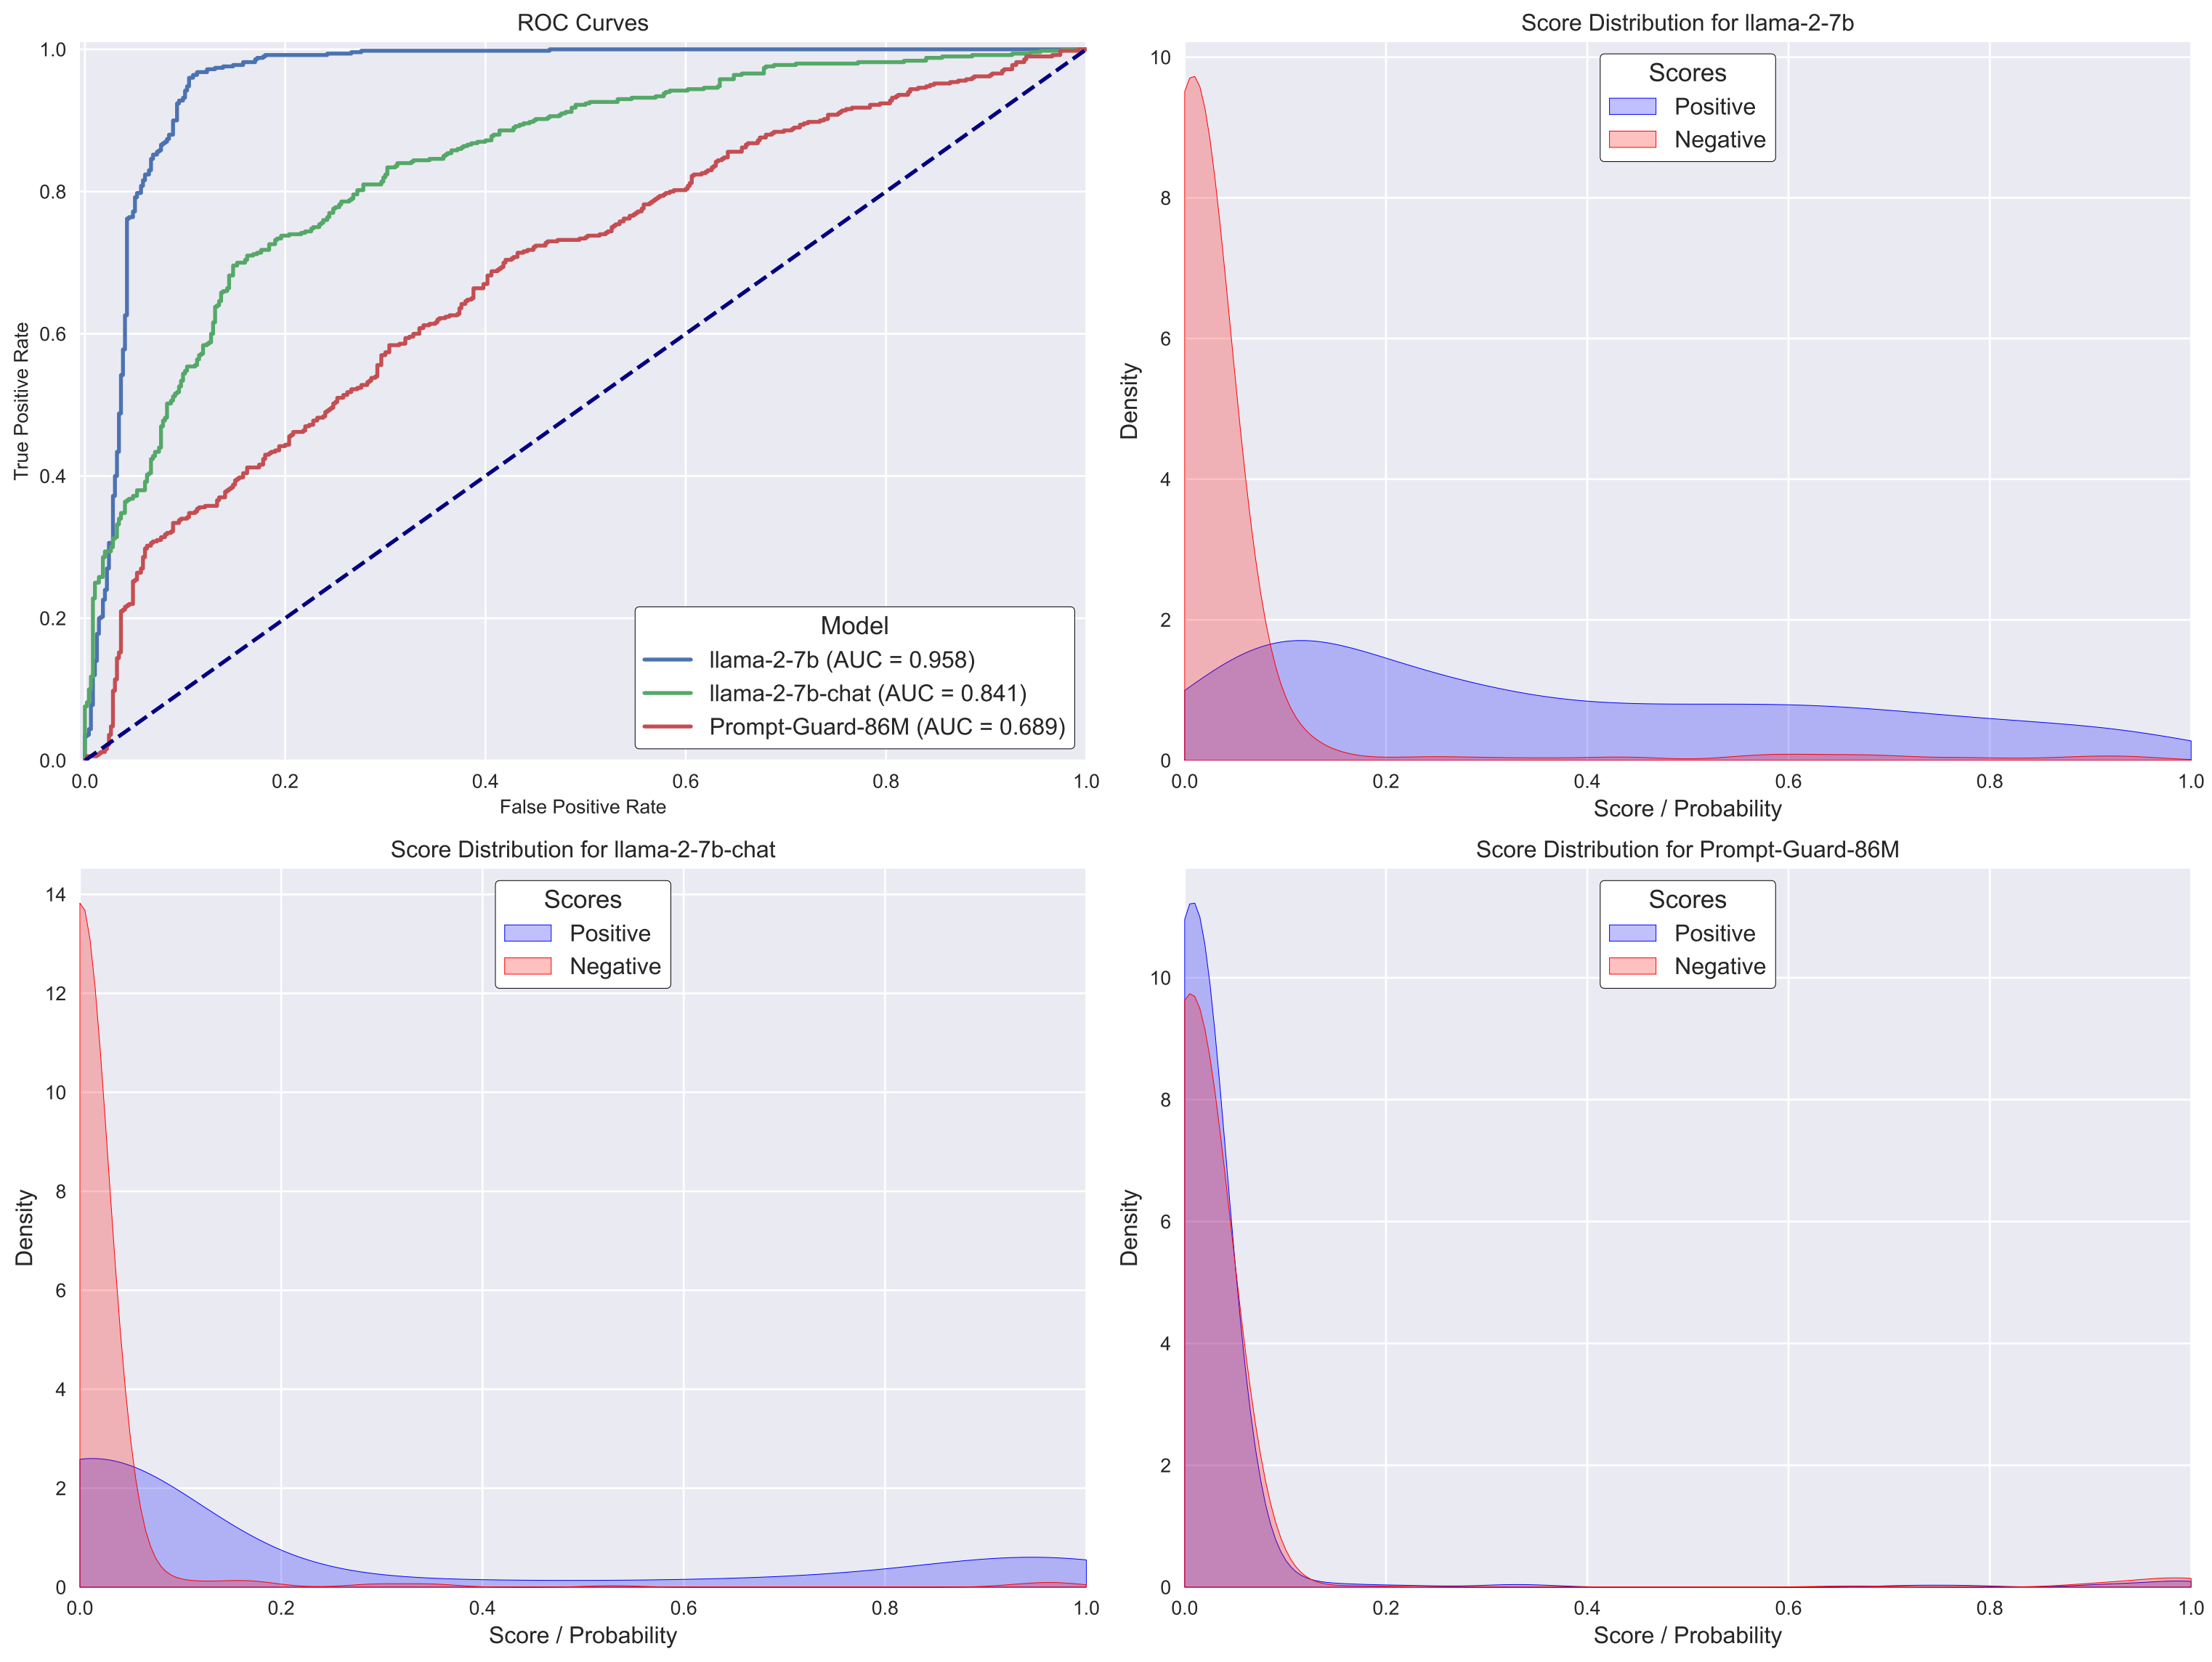 ROC Curves
True Positive Rate
1.0
0.8
0.6
0.4
0.2
0.0
0.0 0.2 0.4 0.6 0.8 1.0
False Positive Rate
Model
llama-2-7b (AUC = 0.958)
llama-2-7b-chat (AUC = 0.841)
Prompt-Guard-86M (AUC = 0.689)
Score Distribution for llama-2-7b
Density
10
8
6
4
2
0
0.0 0.2 0.4 0.6 0.8 1.0
Score / Probability
Scores
Positive
Negative
Score Distribution for llama-2-7b-chat
Density
14
12
10
8
6
4
2
0
0.0 0.2 0.4 0.6 0.8 1.0
Score / Probability
Scores
Positive
Negative
Score Distribution for Prompt-Guard-86M
Density
10
8
6
4
2
0
0.0 0.2 0.4 0.6 0.8 1.0
Score / Probability
Scores
Positive
Negative